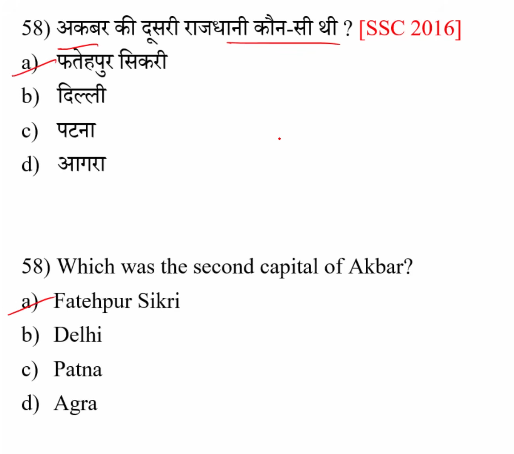 58) अकबर की दूसरी राजधानी कौन-सी थी ? [SSC 2016]
a) फतेहपुर सिकरी
b) दिल्ली
c) पटना
d) आगरा
58) Which was the second capital of Akbar?
a) Fatehpur Sikri
b) Delhi
c) Patna
d) Agra